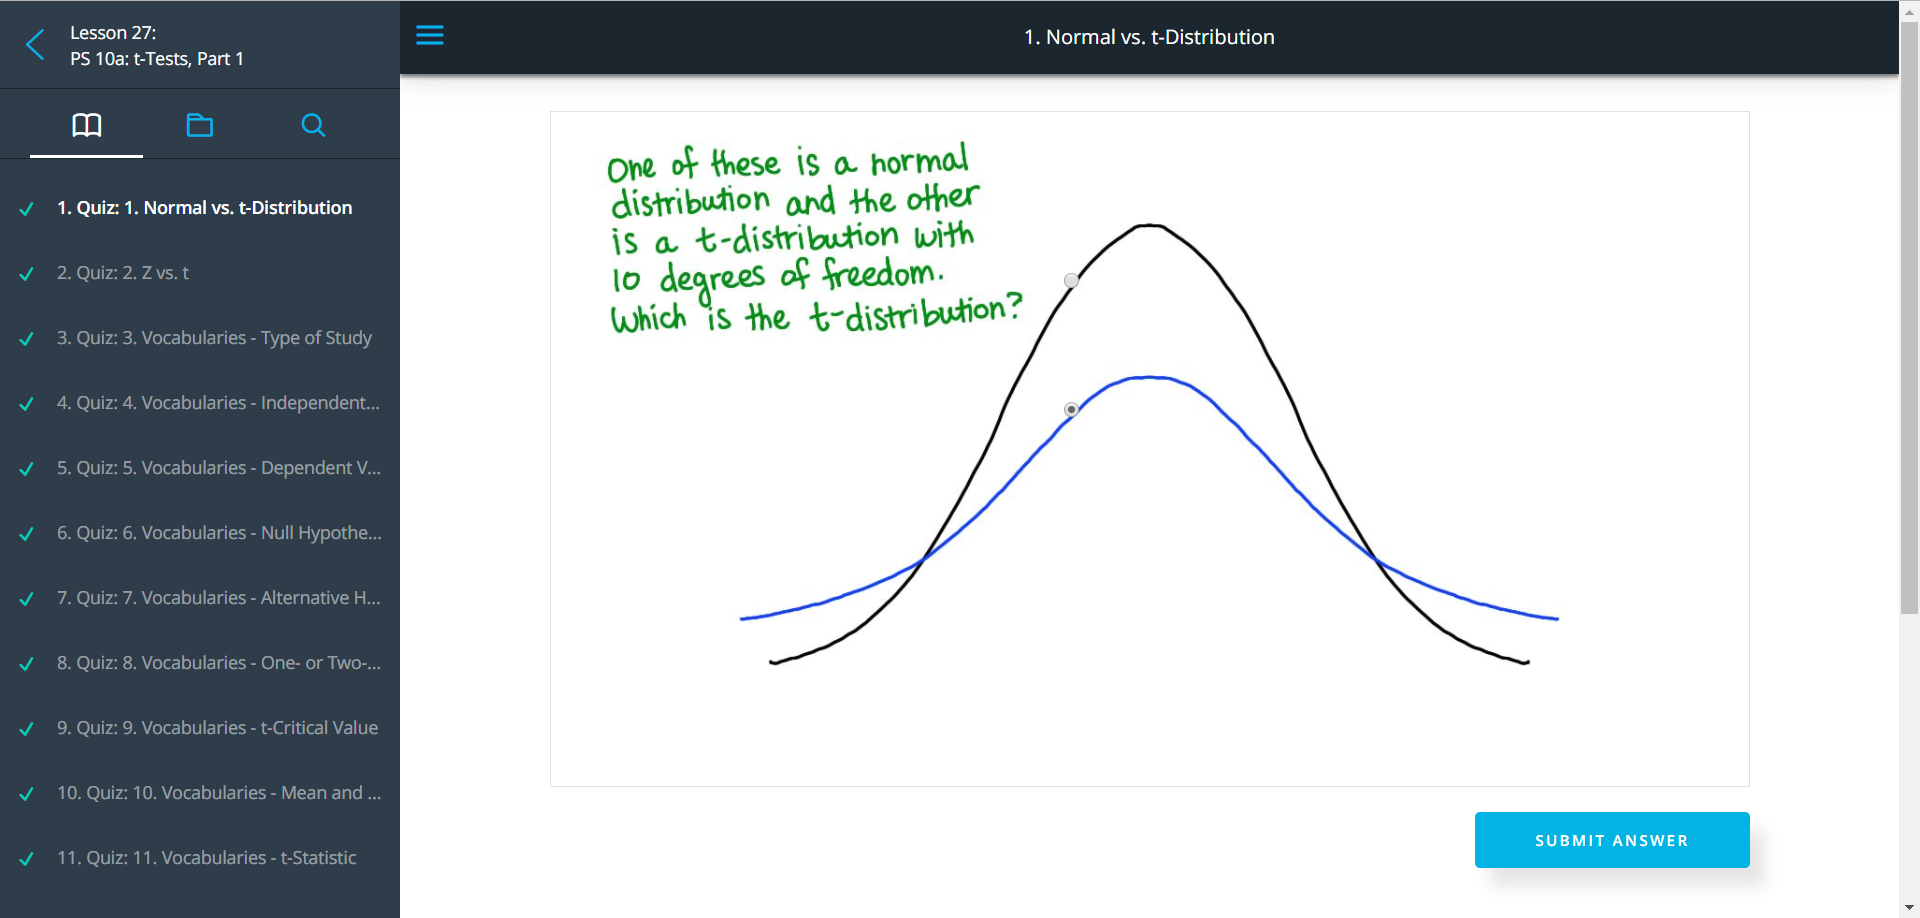 Lesson 27:
PS 10a: t-Tests, Part 1
1. Normal vs. t-Distribution
1. Quiz: 1. Normal vs. t-Distribution
2. Quiz: 2. Z vs. t
3. Quiz: 3. Vocabularies - Type of Study
4. Quiz: 4. Vocabularies - Independent...
5. Quiz: 5. Vocabularies - Dependent V...
6. Quiz: 6. Vocabularies - Null Hypothe...
7. Quiz: 7. Vocabularies - Alternative H...
8. Quiz: 8. Vocabularies - One- or Two-...
9. Quiz: 9. Vocabularies - t-Critical Value
10. Quiz: 10. Vocabularies - Mean and ...
11. Quiz: 11. Vocabularies - t-Statistic
One of these is a normal
distribution and the other
is a t-distribution with
10 degrees of freedom.
Which is the t-distribution?
SUBMIT ANSWER